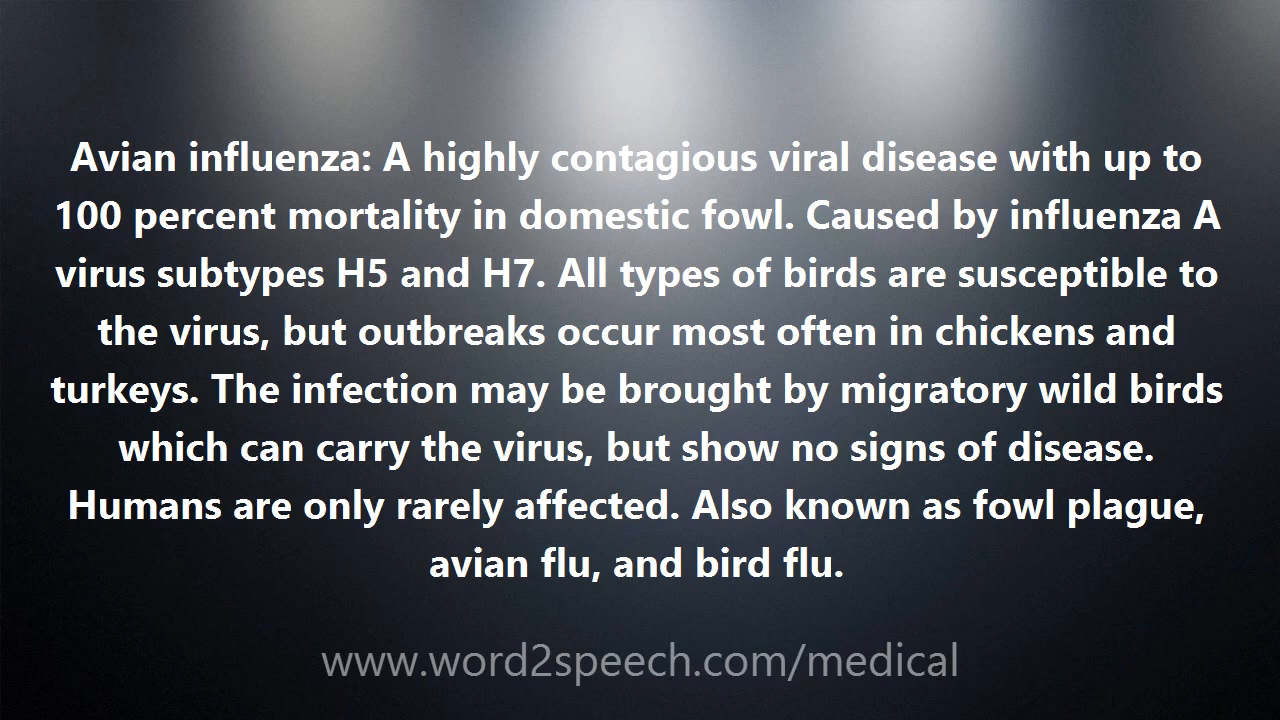 Avian influenza: A highly contagious viral disease with up to
100 percent mortality in domestic fowl. Caused by influenza A
virus subtypes H5 and H7. All types of birds are susceptible to
the virus, but outbreaks occur most often in chickens and
turkeys. The infection may be brought by migratory wild birds
which can carry the virus, but show no signs of disease.
Humans are only rarely affected. Also known as fowl plague,
avian flu, and bird flu.
www.word2speech.com/medical